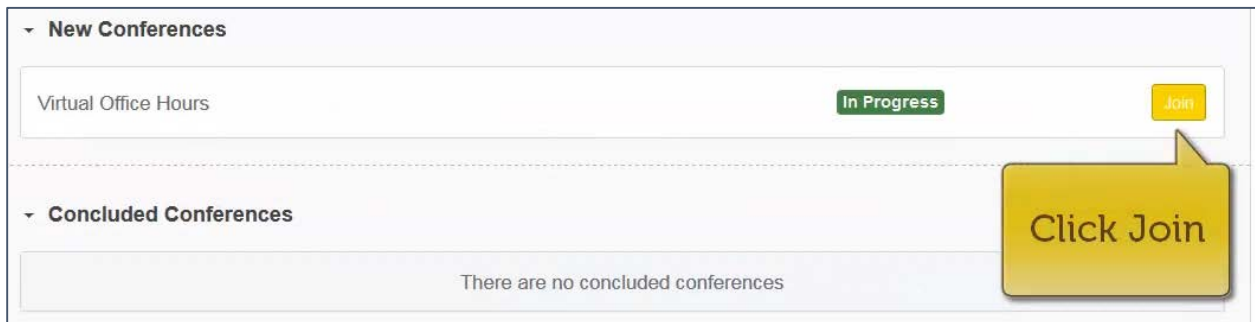 New Conferences
Virtual Office Hours
In Progress
Join
Concluded Conferences
Click Join
There are no concluded conferences